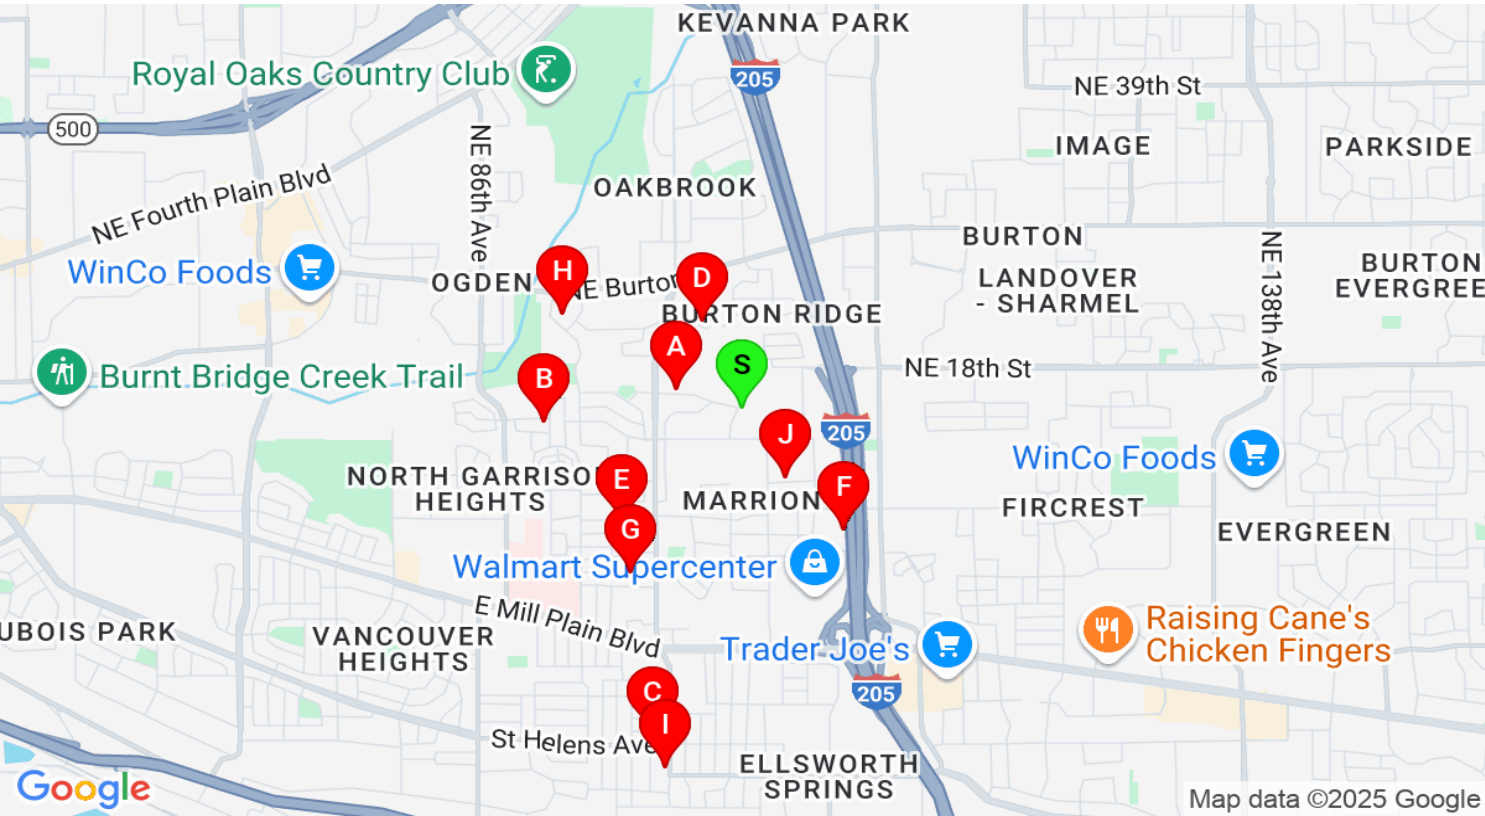 KEVANNA PARK
Royal Oaks Country Club
205
NE 39th St
500
NE 86th Ave
IMAGE
PARKSIDE
NE Fourth Plain Blvd
OAKBROOK
BURTON
NE 138th Ave
WinCo Foods
OGDEN
H
NE Burton
D
LANDOVER
- SHARMEL
BURTON
EVERGREE
BURTON RIDGE
A
S
NE 18th St
Burnt Bridge Creek Trail
B
J
205
WinCo Foods
NORTH GARRISO
HEIGHTS
E
MARRION
F
FIRCREST
G
EVERGREEN
Walmart Supercenter
E Mill Plain Blvd
UBOIS PARK
VANCOUVER
HEIGHTS
Trader Joe's
Raising Cane's
Chicken Fingers
C
205
I
St Helens Ave
ELLSWORTH
SPRINGS
Google
Map data ©2025 Google